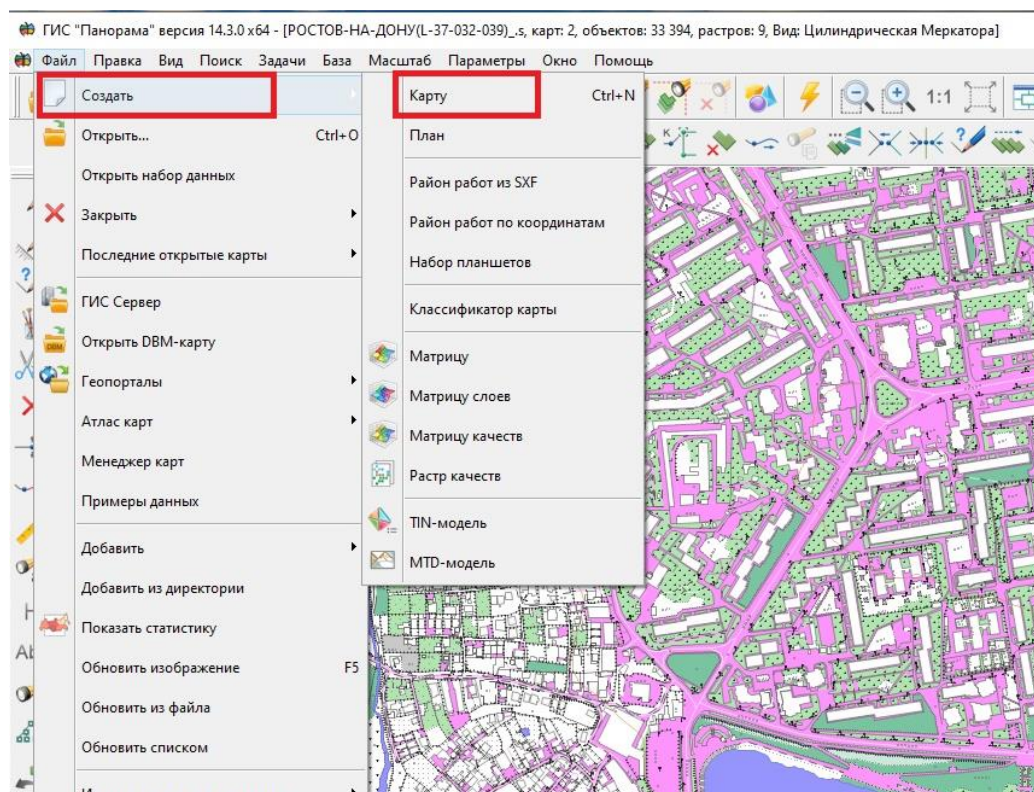 ГИС "Панорама" версия 14.3.0 x64 - [РОСТОВ-НА-ДОНУ(L-37-032-039)_.s, карт: 2, объектов: 33 394, растров: 9, Вид: Цилиндрическая Меркатора]
Файл Правка Вид Поиск Задачи База Масштаб Параметры Окно Помощь
Создать
Открыть... Ctrl+O
Открыть набор данных
Закрыть
Последние открытые карты
ГИС Сервер
Открыть DBM-карту
Геопорталы
Атлас карт
Менеджер карт
Примеры данных
Добавить
Добавить из директории
Показать статистику
Обновить изображение F5
Обновить из файла
Обновить списком
Карту Ctrl+N
План
Район работ из SXF
Район работ по координатам
Набор планшетов
Классификатор карты
Матрицу
Матрицу слоев
Матрицу качеств
Растр качеств
TIN-модель
MTD-модель
1:1